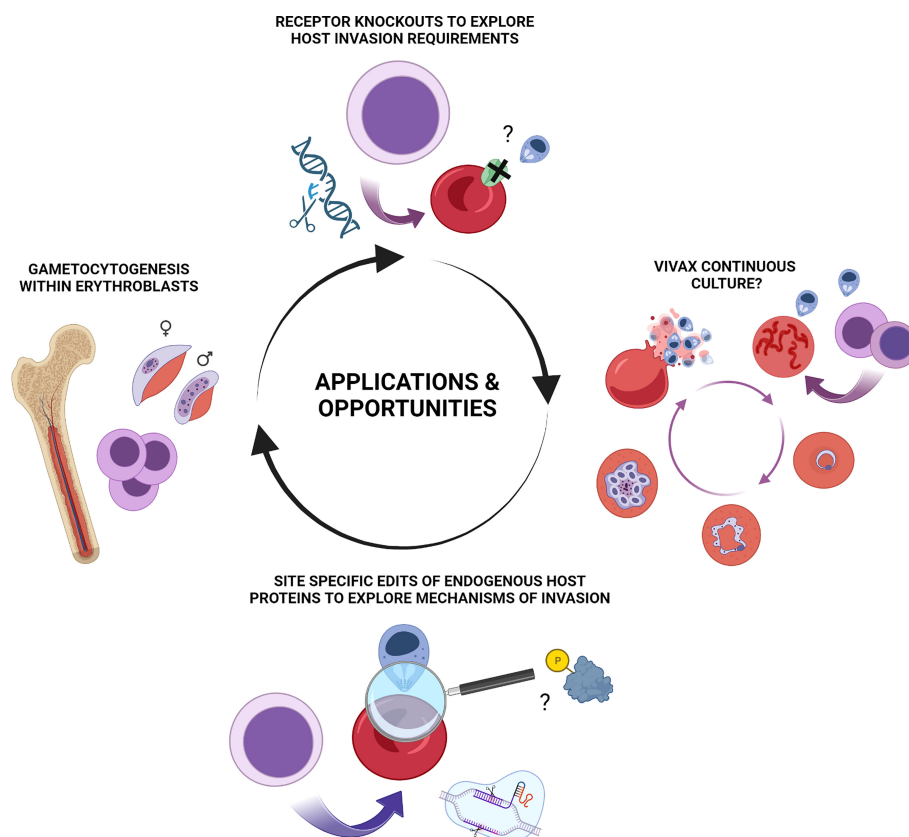 RECEPTOR KNOCKOUTS TO EXPLORE
HOST INVASION REQUIREMENTS
?
GAMETOCYTOGENESIS
WITHIN ERYTHROBLASTS
♀
♂
VIVAX CONTINUOUS
CULTURE?
APPLICATIONS &
OPPORTUNITIES
SITE SPECIFIC EDITS OF ENDOGENOUS HOST
PROTEINS TO EXPLORE MECHANISMS OF INVASION
P
?